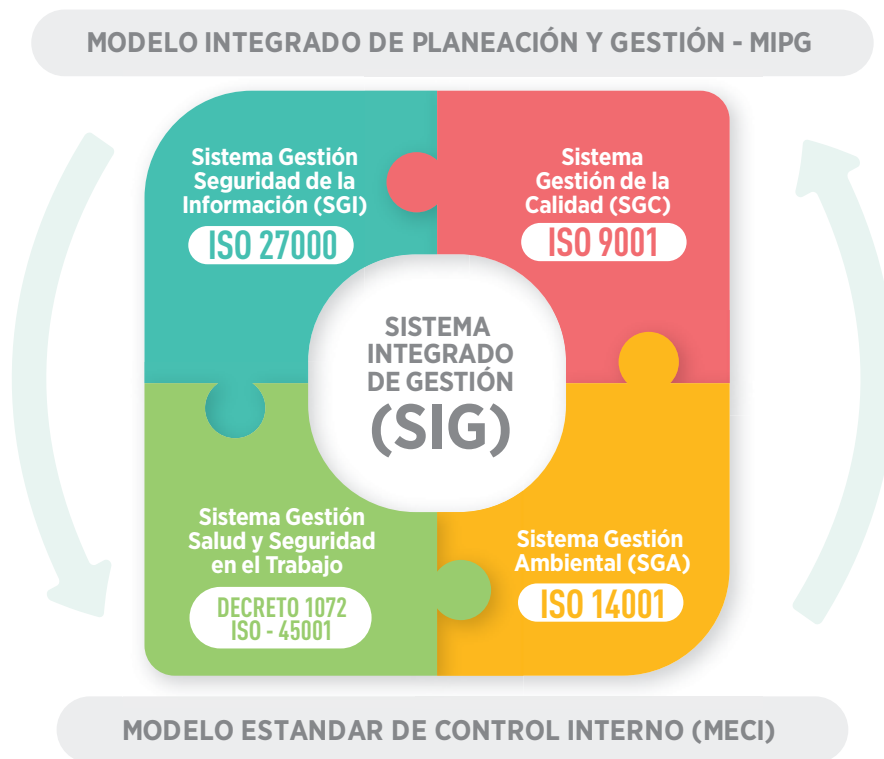 MODELO INTEGRADO DE PLANEACIÓN Y GESTIÓN - MIPG
Sistema Gestión
Seguridad de la
Información (SGI)
ISO 27000
Sistema
Gestión de la
Calidad (SGC)
ISO 9001
SISTEMA
INTEGRADO
DE GESTIÓN
(SIG)
Sistema Gestión
Salud y Seguridad
en el Trabajo
DECRETO 1072
ISO - 45001
Sistema Gestión
Ambiental (SGA)
ISO 14001
MODELO ESTANDAR DE CONTROL INTERNO (MECI)